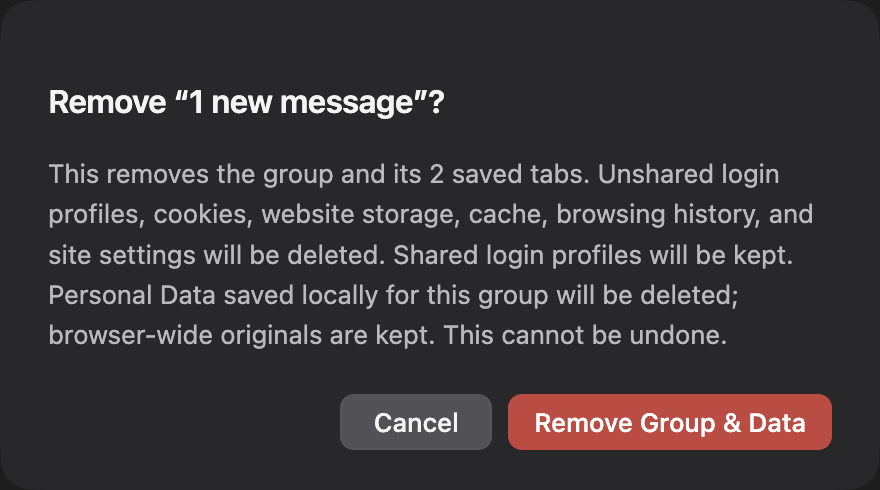 Remove “1 new message”?
This removes the group and its 2 saved tabs. Unshared login
profiles, cookies, website storage, cache, browsing history, and
site settings will be deleted. Shared login profiles will be kept.
Personal Data saved locally for this group will be deleted;
browser-wide originals are kept. This cannot be undone.
Cancel
Remove Group & Data